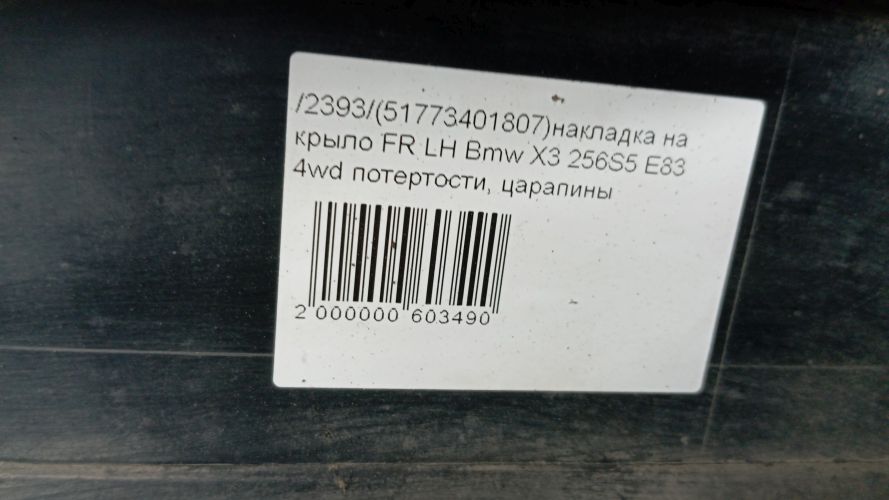 /2393/(51773401807)накладка на
крыло FR LH Bmw X3 256S5 E83
4wd потертости, царапины
2 000000 603490